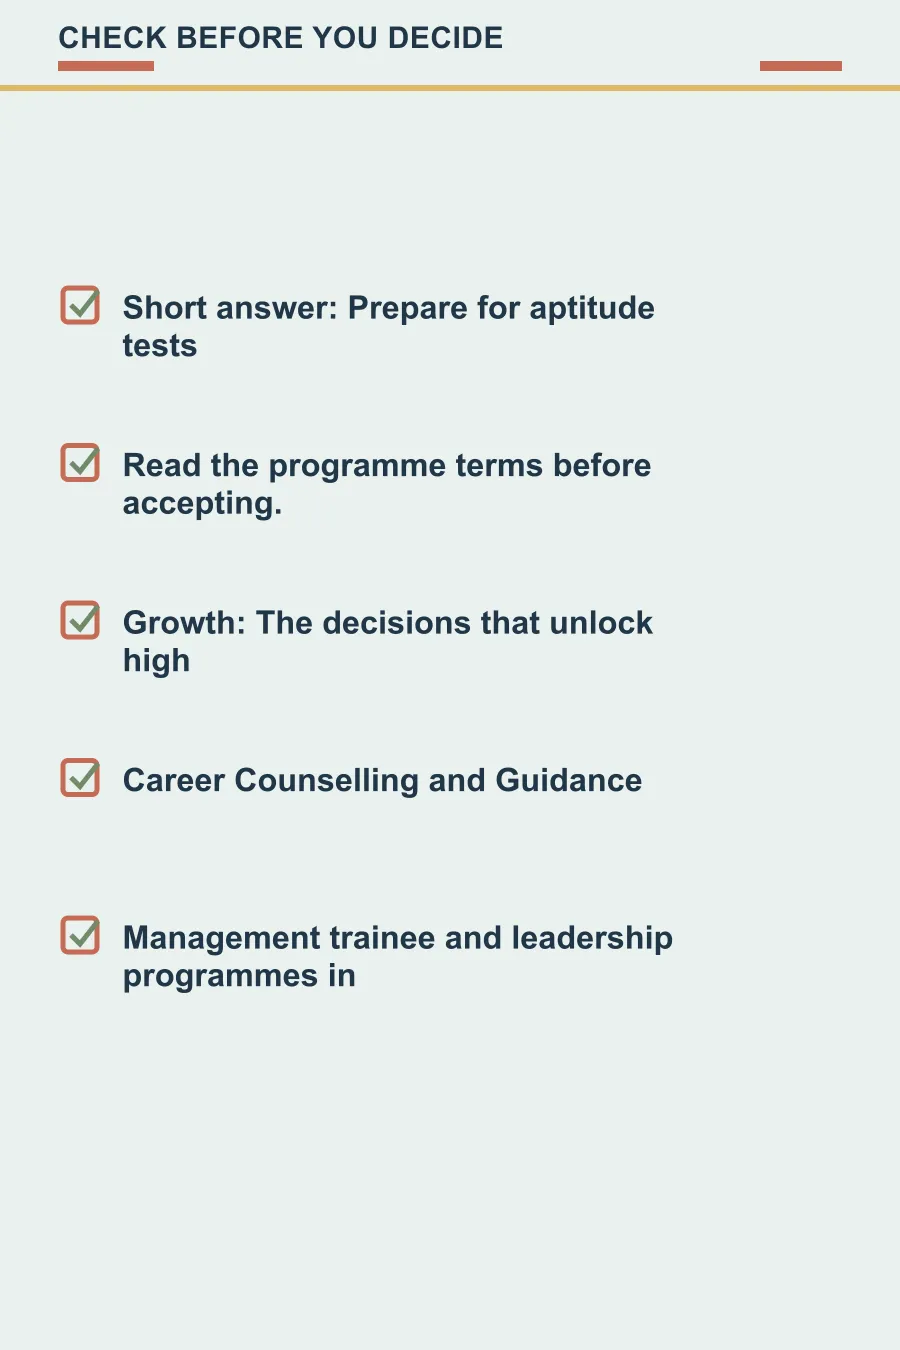 CHECK BEFORE YOU DECIDE
Short answer: Prepare for aptitude
tests
Read the programme terms before
accepting.
Growth: The decisions that unlock
high
Career Counselling and Guidance
Management trainee and leadership
programmes in